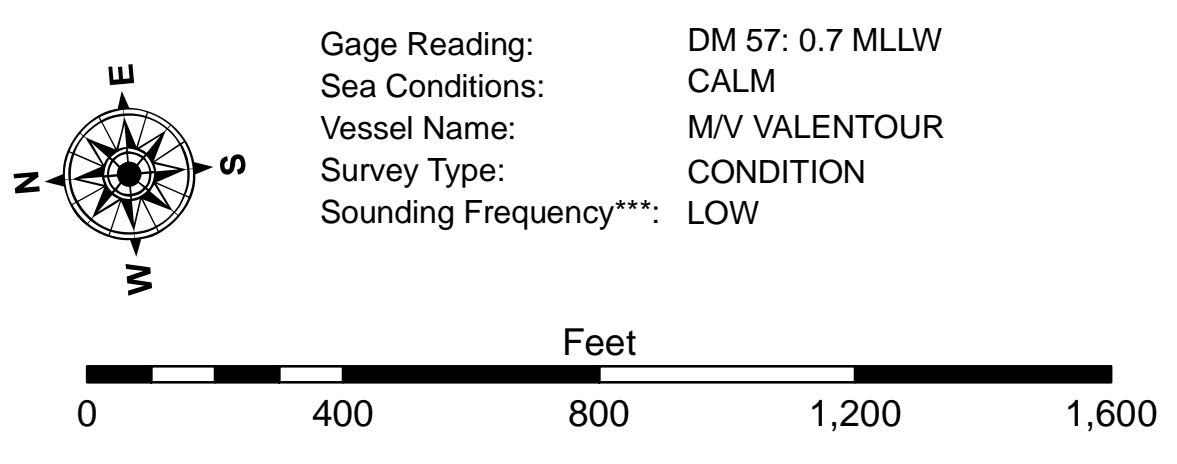 Gage Reading: DM 57: 0.7 MLLW
Sea Conditions: CALM
Vessel Name: M/V VALENTOUR
Survey Type: CONDITION
Sounding Frequency***: LOW
E
N
S
W
Feet
0 400 800 1,200 1,600